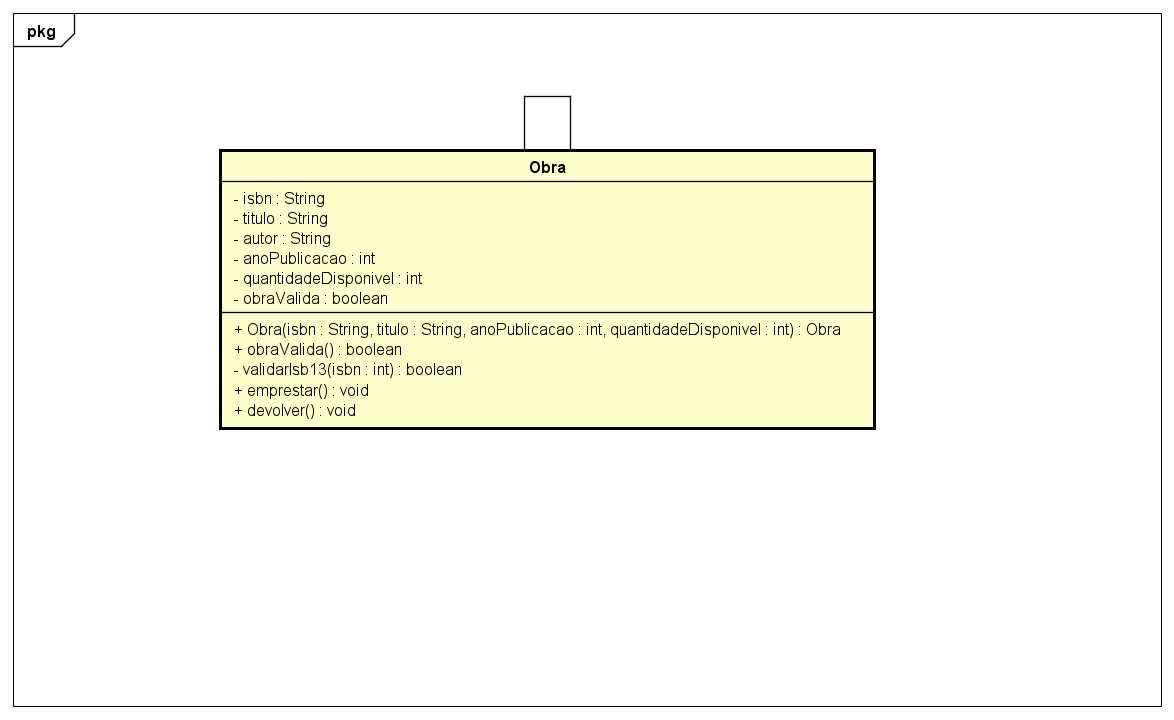 pkg
Obra
- isbn : String
- titulo : String
- autor : String
- anoPublicacao : int
- quantidadeDisponivel : int
- obraValida : boolean
+ Obra(isbn : String, titulo : String, anoPublicacao : int, quantidadeDisponivel : int) : Obra
+ obraValida() : boolean
- validarIsb13(isbn : int) : boolean
+ emprestar() : void
+ devolver() : void